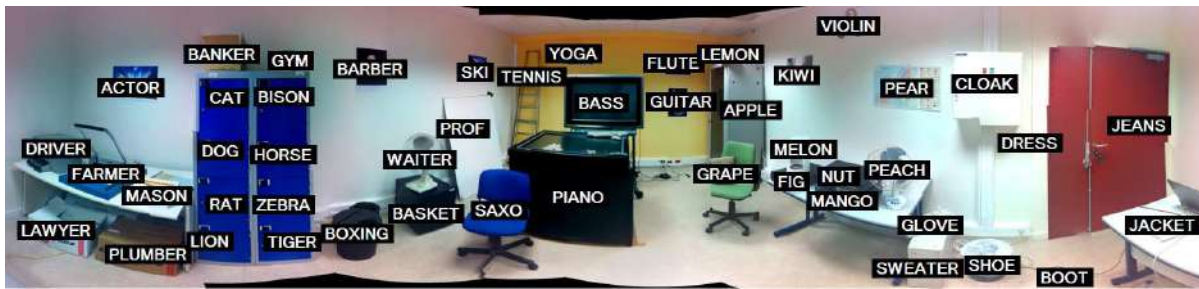 VIOLIN
BANKER
GYM
YOGA
FLUTE
LEMON
ACTOR
BARBER
SKI
TENNIS
KIWI
CAT
BISON
BASS
GUITAR
APPLE
PEAR
CLOAK
PROF
JEANS
DRIVER
DOG
HORSE
WAITER
MELON
DRESS
FARMER
GRAPE
FIG
NUT
PEACH
MASON
RAT
ZEBRA
BASKET
SAXO
PIANO
MANGO
LAWYER
LION
TIGER
BOXING
GLOVE
JACKET
PLUMBER
SWEATER
SHOE
BOOT